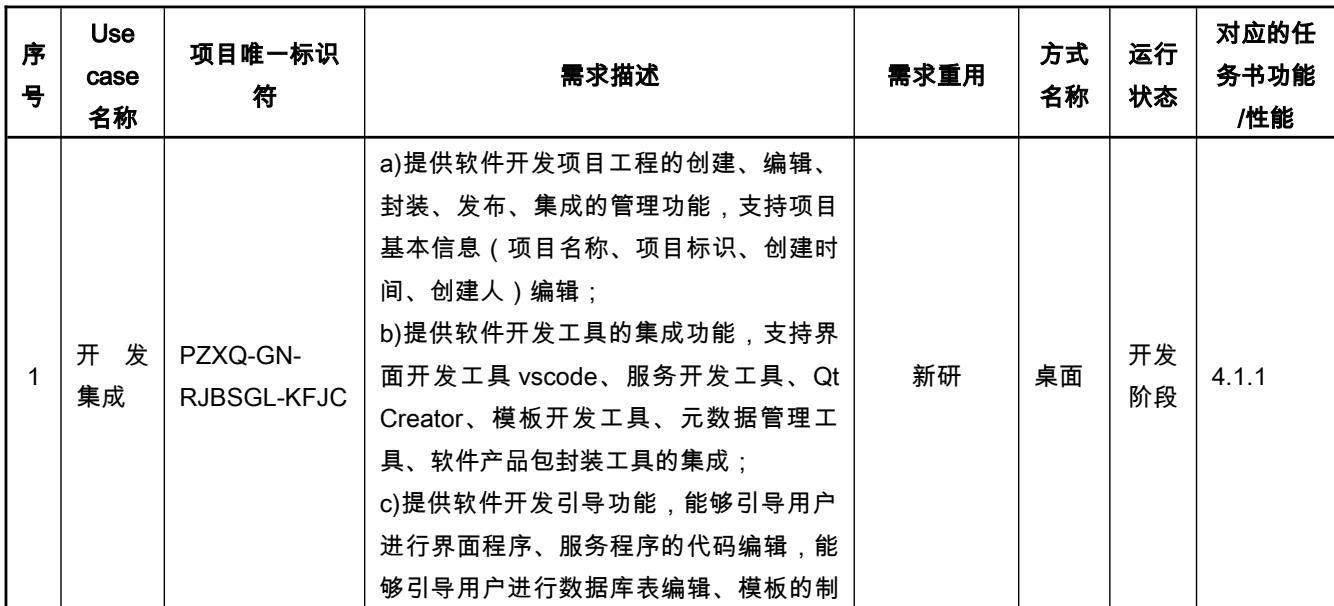 序号
Use case 名称
项目唯一标识符
需求描述
需求重用
方式名称
运行状态
对应的任务书功能/性能
1
开 发
集成
PZXQ-GN-
RJBSGL-KFJC
a)提供软件开发项目工程的创建、编辑、
封装、发布、集成的管理功能，支持项目
基本信息（项目名称、项目标识、创建时
间、创建人）编辑；
b)提供软件开发工具的集成功能，支持界
面开发工具 vscode、服务开发工具、Qt
Creator、模板开发工具、元数据管理工
具、软件产品包封装工具的集成；
c)提供软件开发引导功能，能够引导用户
进行界面程序、服务程序的代码编辑，能
够引导用户进行数据库表编辑、模板的制
新研
桌面
开发
阶段
4.1.1